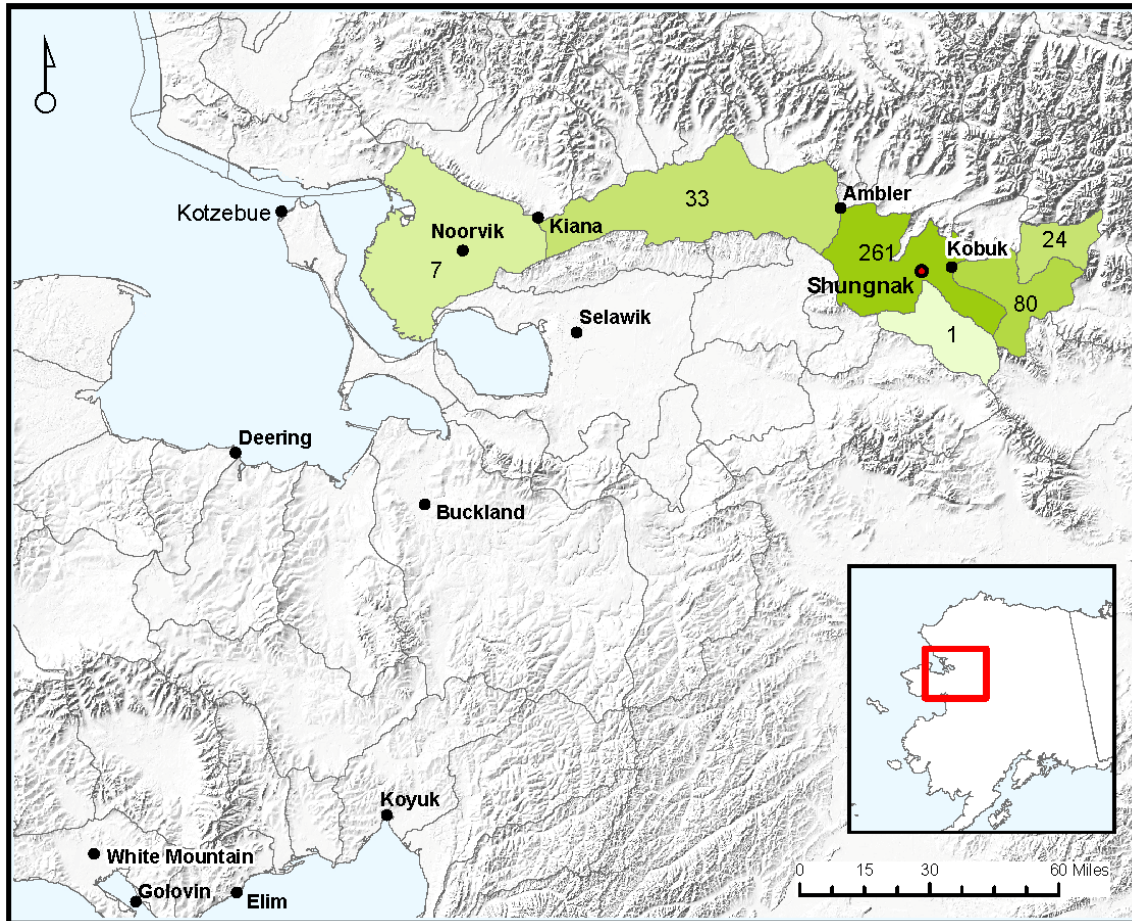 Kotzebue
Noorvik
7
Kiana
33
Ambler
261
Kobuk
24
Shungnak
80
1
Selawik
Deering
Buckland
Koyuk
White Mountain
Golovin
Elim
0 15 30 60 Miles